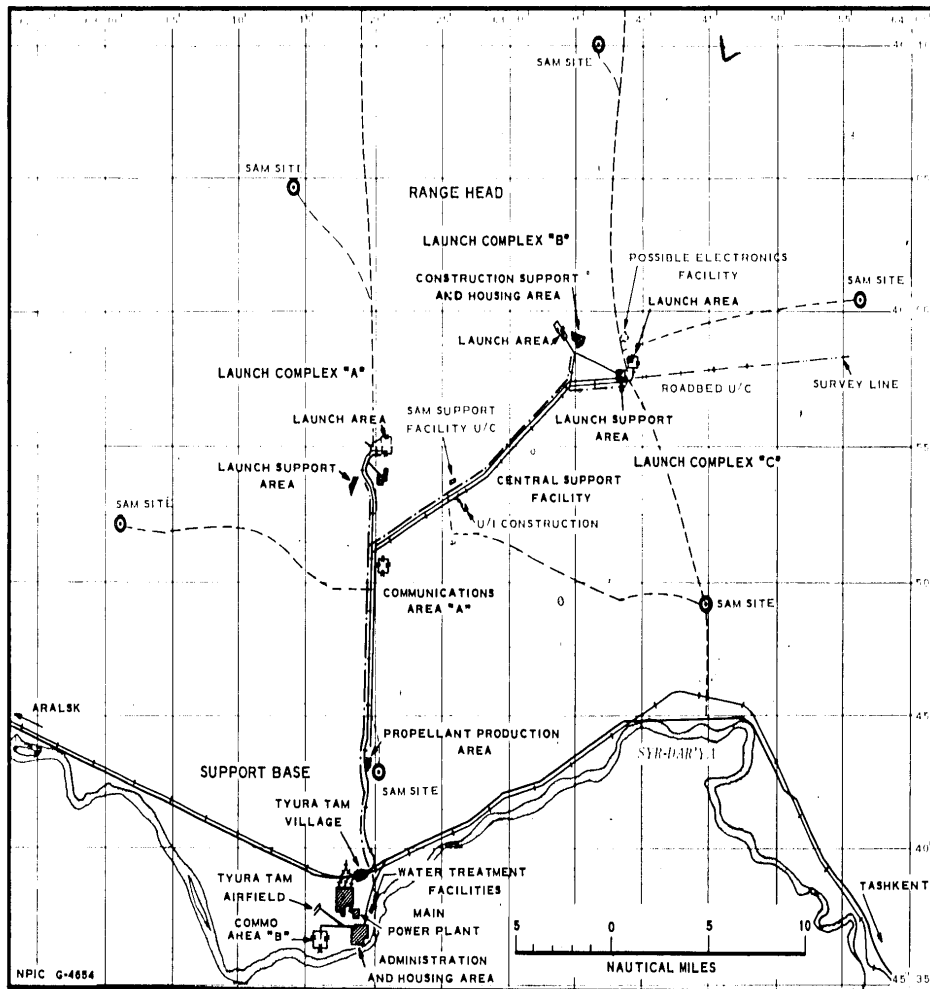 SAM SITE
SAM SITE
RANGE HEAD
LAUNCH COMPLEX "B"
POSSIBLE ELECTRONICS
FACILITY
CONSTRUCTION SUPPORT
AND HOUSING AREA
SAM SITE
LAUNCH AREA
LAUNCH AREA
LAUNCH COMPLEX "A"
ROADBED U/C
SURVEY LINE
LAUNCH AREA
SAM SUPPORT
FACILITY U/C
LAUNCH SUPPORT
AREA
LAUNCH SUPPORT
AREA
LAUNCH COMPLEX "C"
CENTRAL SUPPORT
FACILITY
SAM SITE
U/I CONSTRUCTION
COMMUNICATIONS
AREA "A"
SAM SITE
ARALSK
PROPELLANT PRODUCTION
AREA
SYR-DAR'YA
SUPPORT BASE
SAM SITE
TYURA TAM
VILLAGE
WATER TREATMENT
FACILITIES
TYURA TAM
AIRFIELD
TASHKENT
MAIN
POWER PLANT
COMMO
AREA "B"
5 0 5 10
NAUTICAL MILES
ADMINISTRATION
AND HOUSING AREA
NPIC G-4654
45° 35'